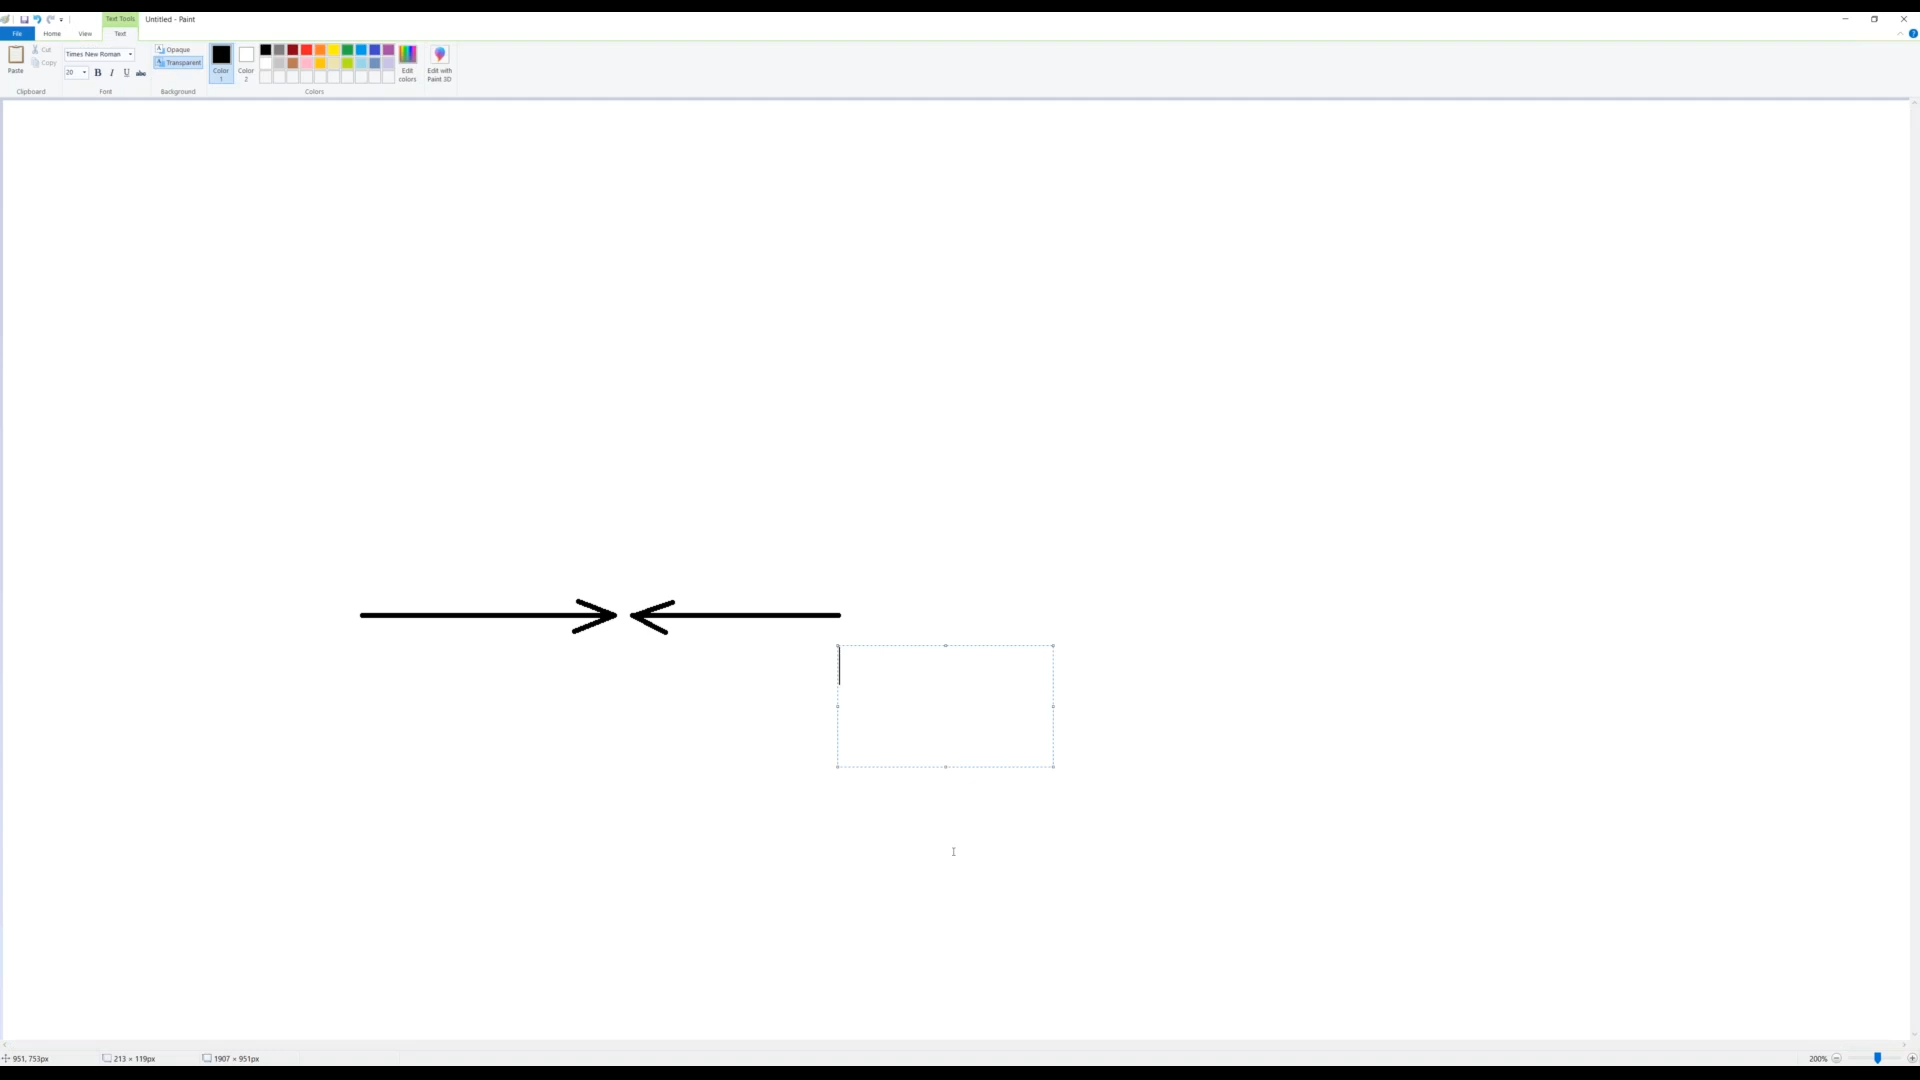 Text Tools
Untitled - Paint
File
Home
View
Text
Paste
Cut
Copy
Clipboard
Times New Roman
20
B
I
U
abc
Font
Opaque
Transparent
Background
Color
1
Color
2
Edit
colors
Colors
Edit with
Paint 3D
951, 753px
213 × 119px
1907 × 951px
200%